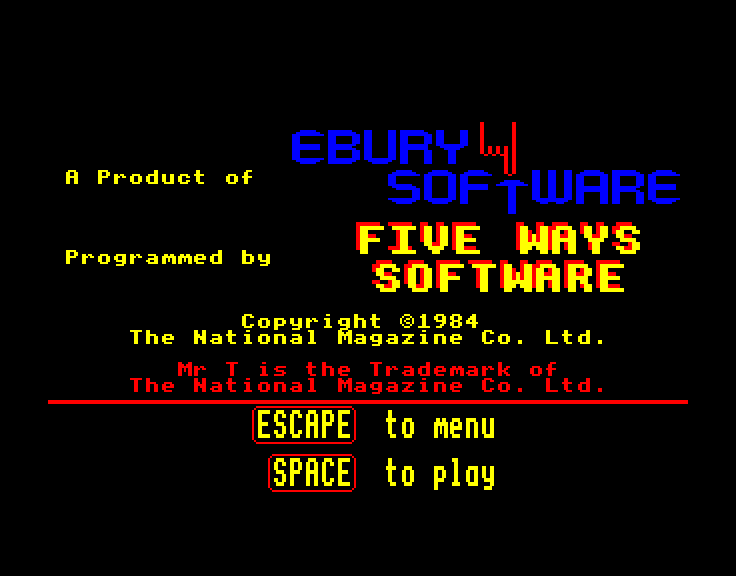 A Product of
EBURY
SOFTWARE
Programmed by
FIVE WAYS
SOFTWARE
Copyright ©1984
The National Magazine Co. Ltd.
Mr T is the Trademark of
The National Magazine Co. Ltd.
ESCAPE to menu
SPACE to play